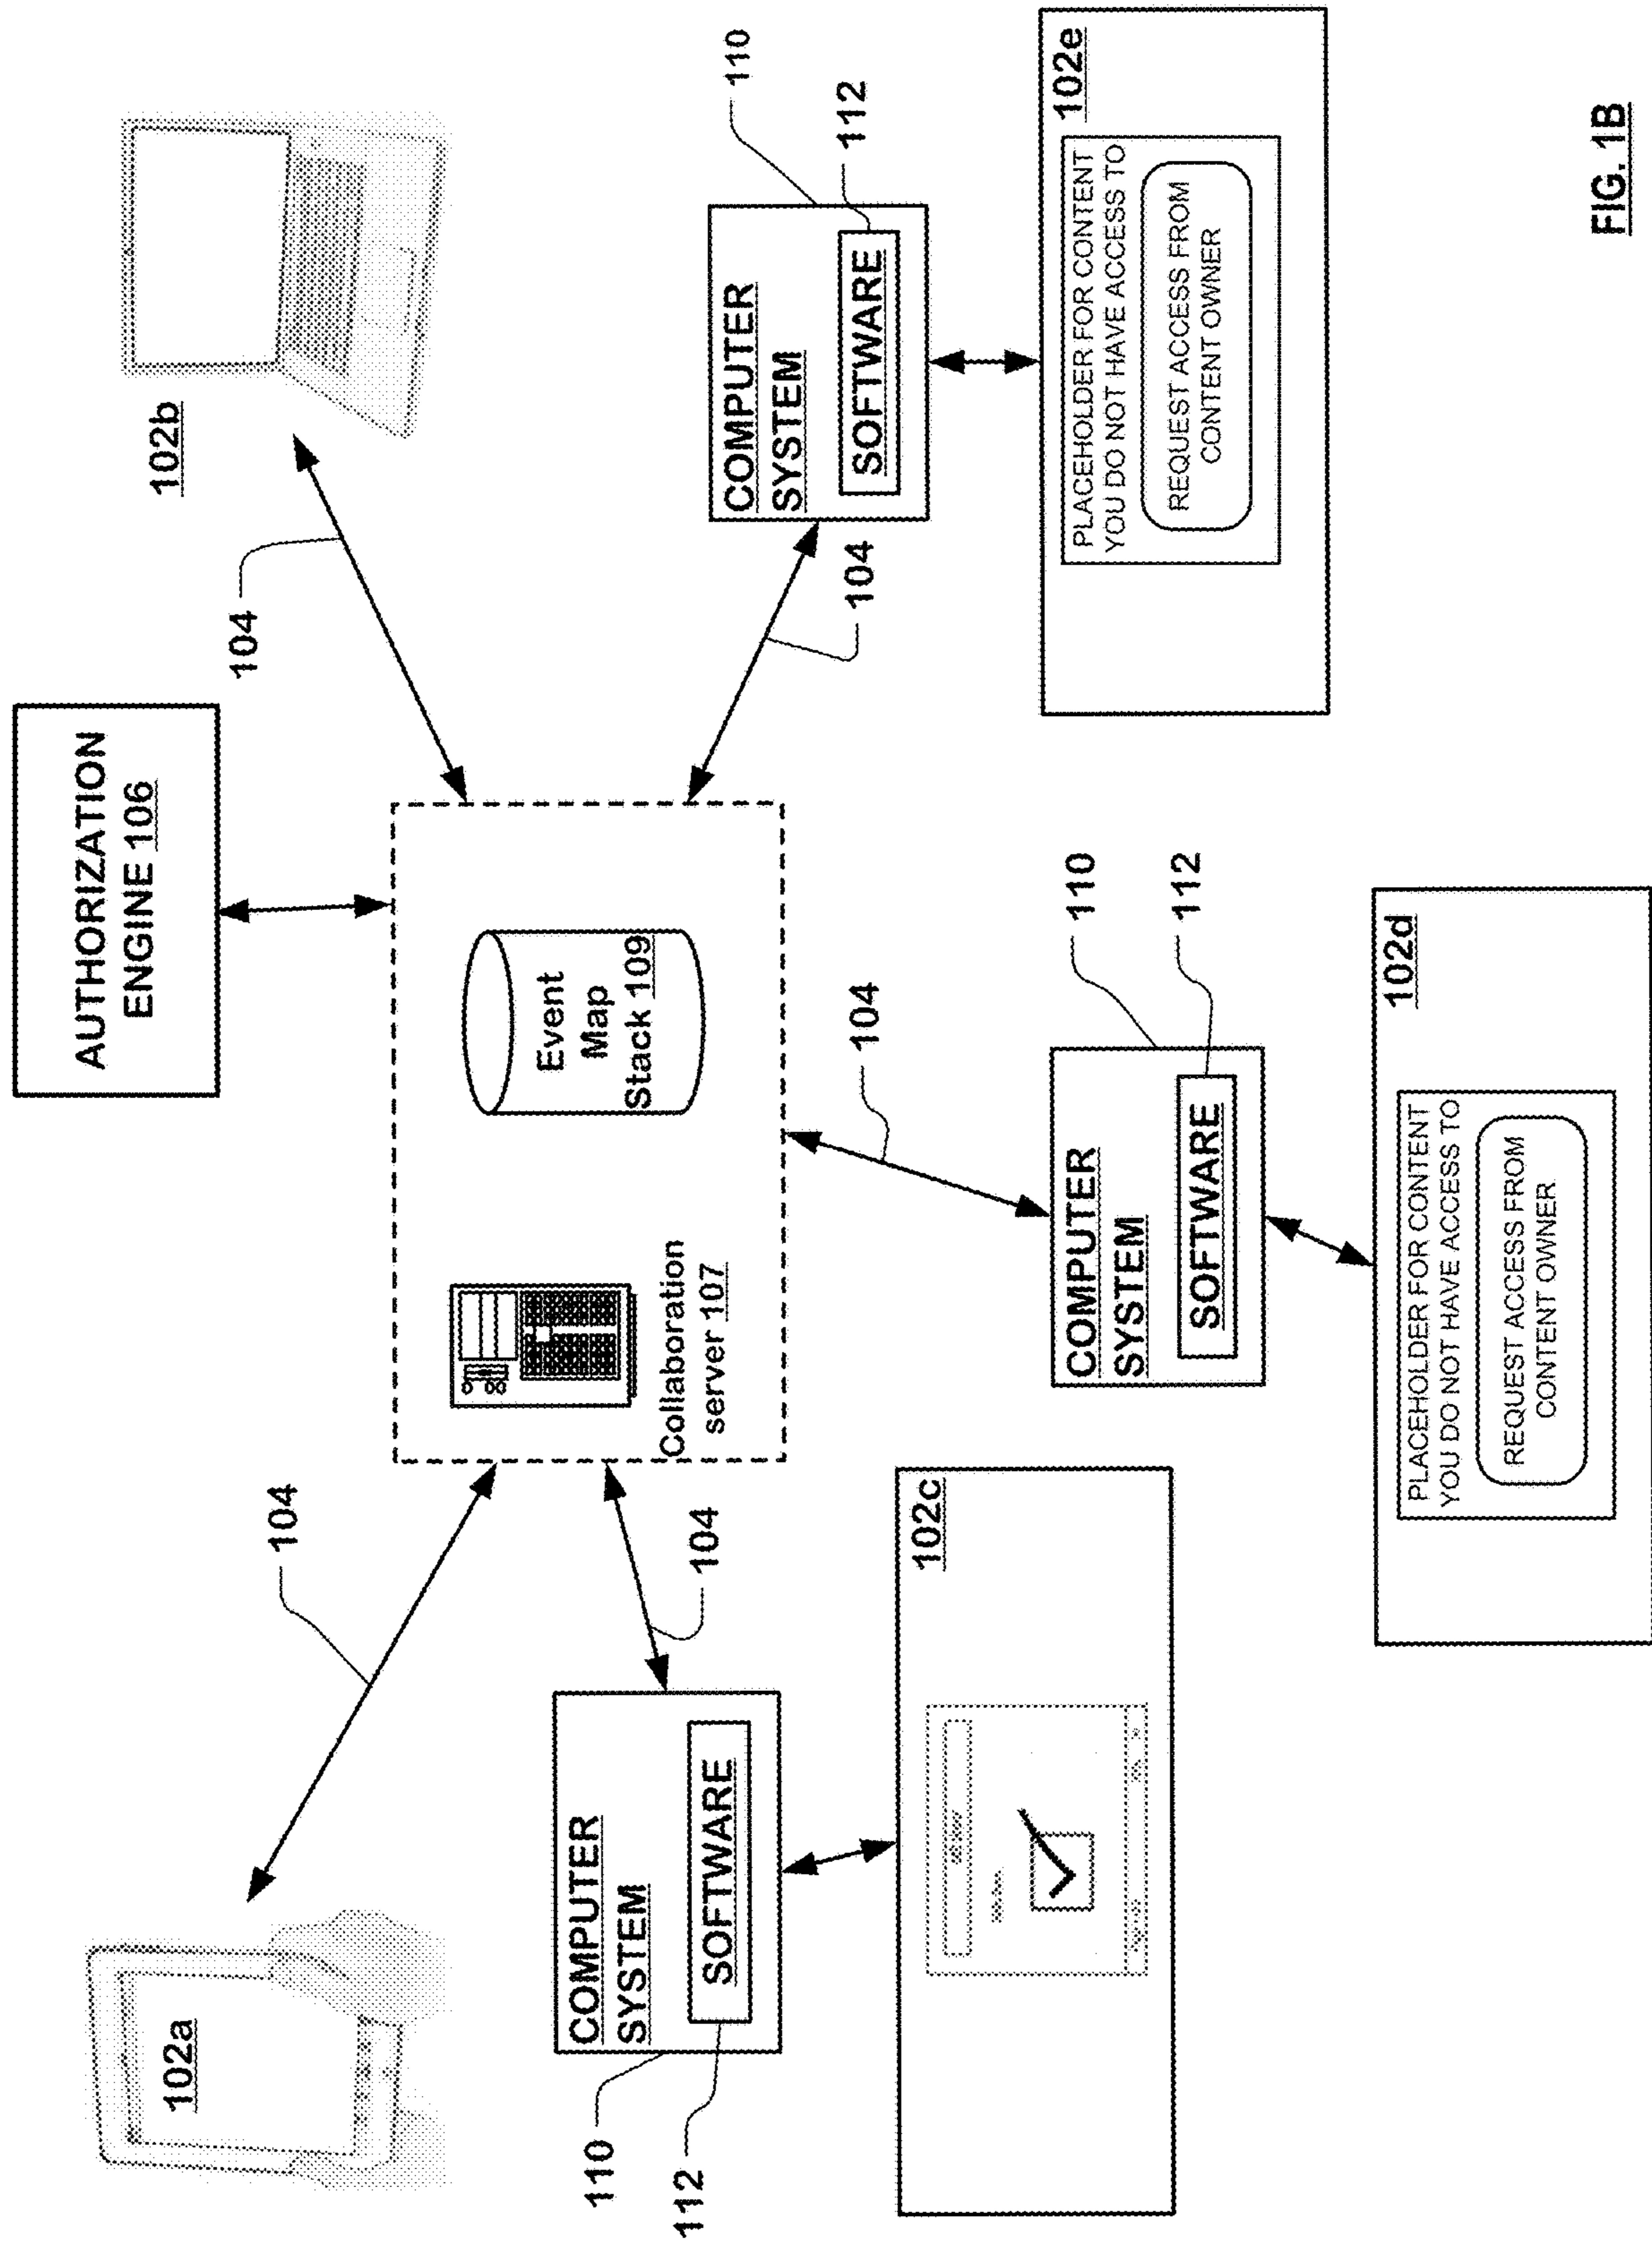 102a
104
AUTHORIZATION
ENGINE 106
104
102b
Collaboration
server 107
Event
Map
Stack 109
COMPUTER
SYSTEM
SOFTWARE
110
112
104
104
104
COMPUTER
SYSTEM
SOFTWARE
110
112
COMPUTER
SYSTEM
SOFTWARE
110
112
102c
102d
PLACEHOLDER FOR CONTENT
YOU DO NOT HAVE ACCESS TO
REQUEST ACCESS FROM
CONTENT OWNER
102e
PLACEHOLDER FOR CONTENT
YOU DO NOT HAVE ACCESS TO
REQUEST ACCESS FROM
CONTENT OWNER
FIG. 1B